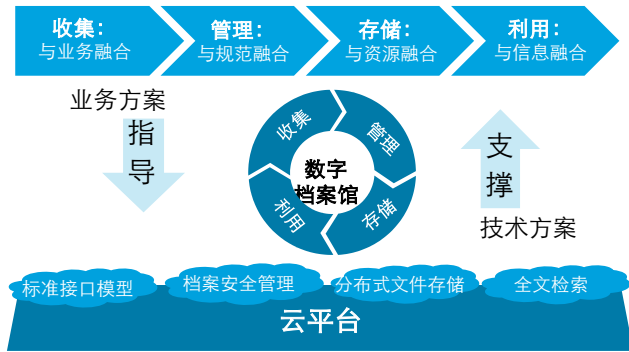 收集：
与业务融合
管理：
与规范融合
存储：
与资源融合
利用：
与信息融合
业务方案
指
导
收集
管理
数字
档案馆
利用
存储
支
撑
技术方案
标准接口模型
档案安全管理
分布式文件存储
全文检索
云平台